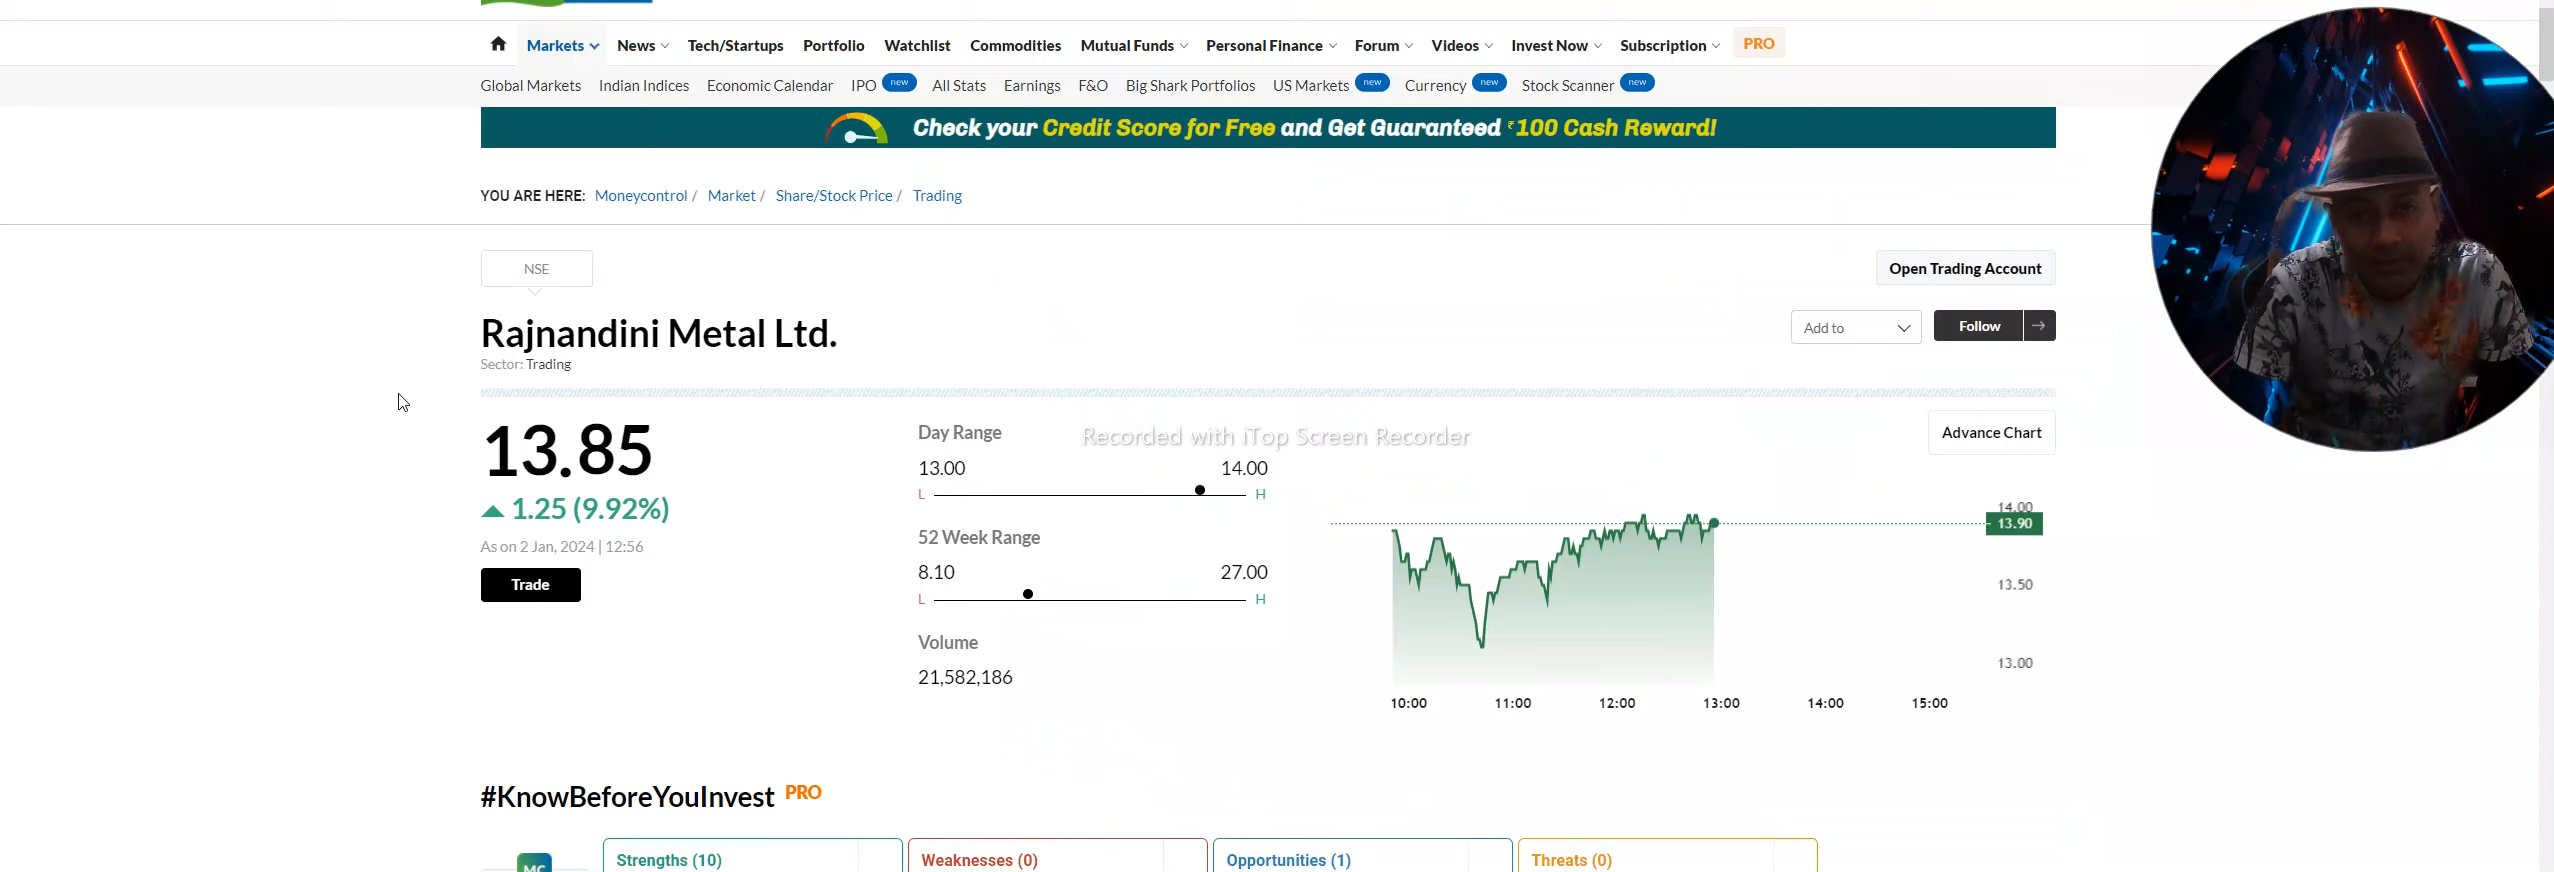 Markets News Tech/Startups Portfolio Watchlist Commodities Mutual Funds Personal Finance Forum Videos Invest Now Subscription PRO
Global Markets Indian Indices Economic Calendar IPO new All Stats Earnings F&O Big Shark Portfolios US Markets new Currency new Stock Scanner new
Check your Credit Score for Free and Get Guaranteed ₹100 Cash Reward!
YOU ARE HERE: Moneycontrol / Market / Share/Stock Price / Trading
NSE
Open Trading Account
Rajnandini Metal Ltd.
Add to
Follow
Sector: Trading
13.85
1.25 (9.92%)
As on 2 Jan, 2024 | 12:56
Trade
Day Range
13.00 14.00
L H
52 Week Range
8.10 27.00
L H
Volume
21,582,186
Recorded with iTop Screen Recorder
Advance Chart
14.00
13.90
13.50
13.00
10:00 11:00 12:00 13:00 14:00 15:00
#KnowBeforeYouInvest PRO
MC
Strengths (10) Weaknesses (0) Opportunities (1) Threats (0)